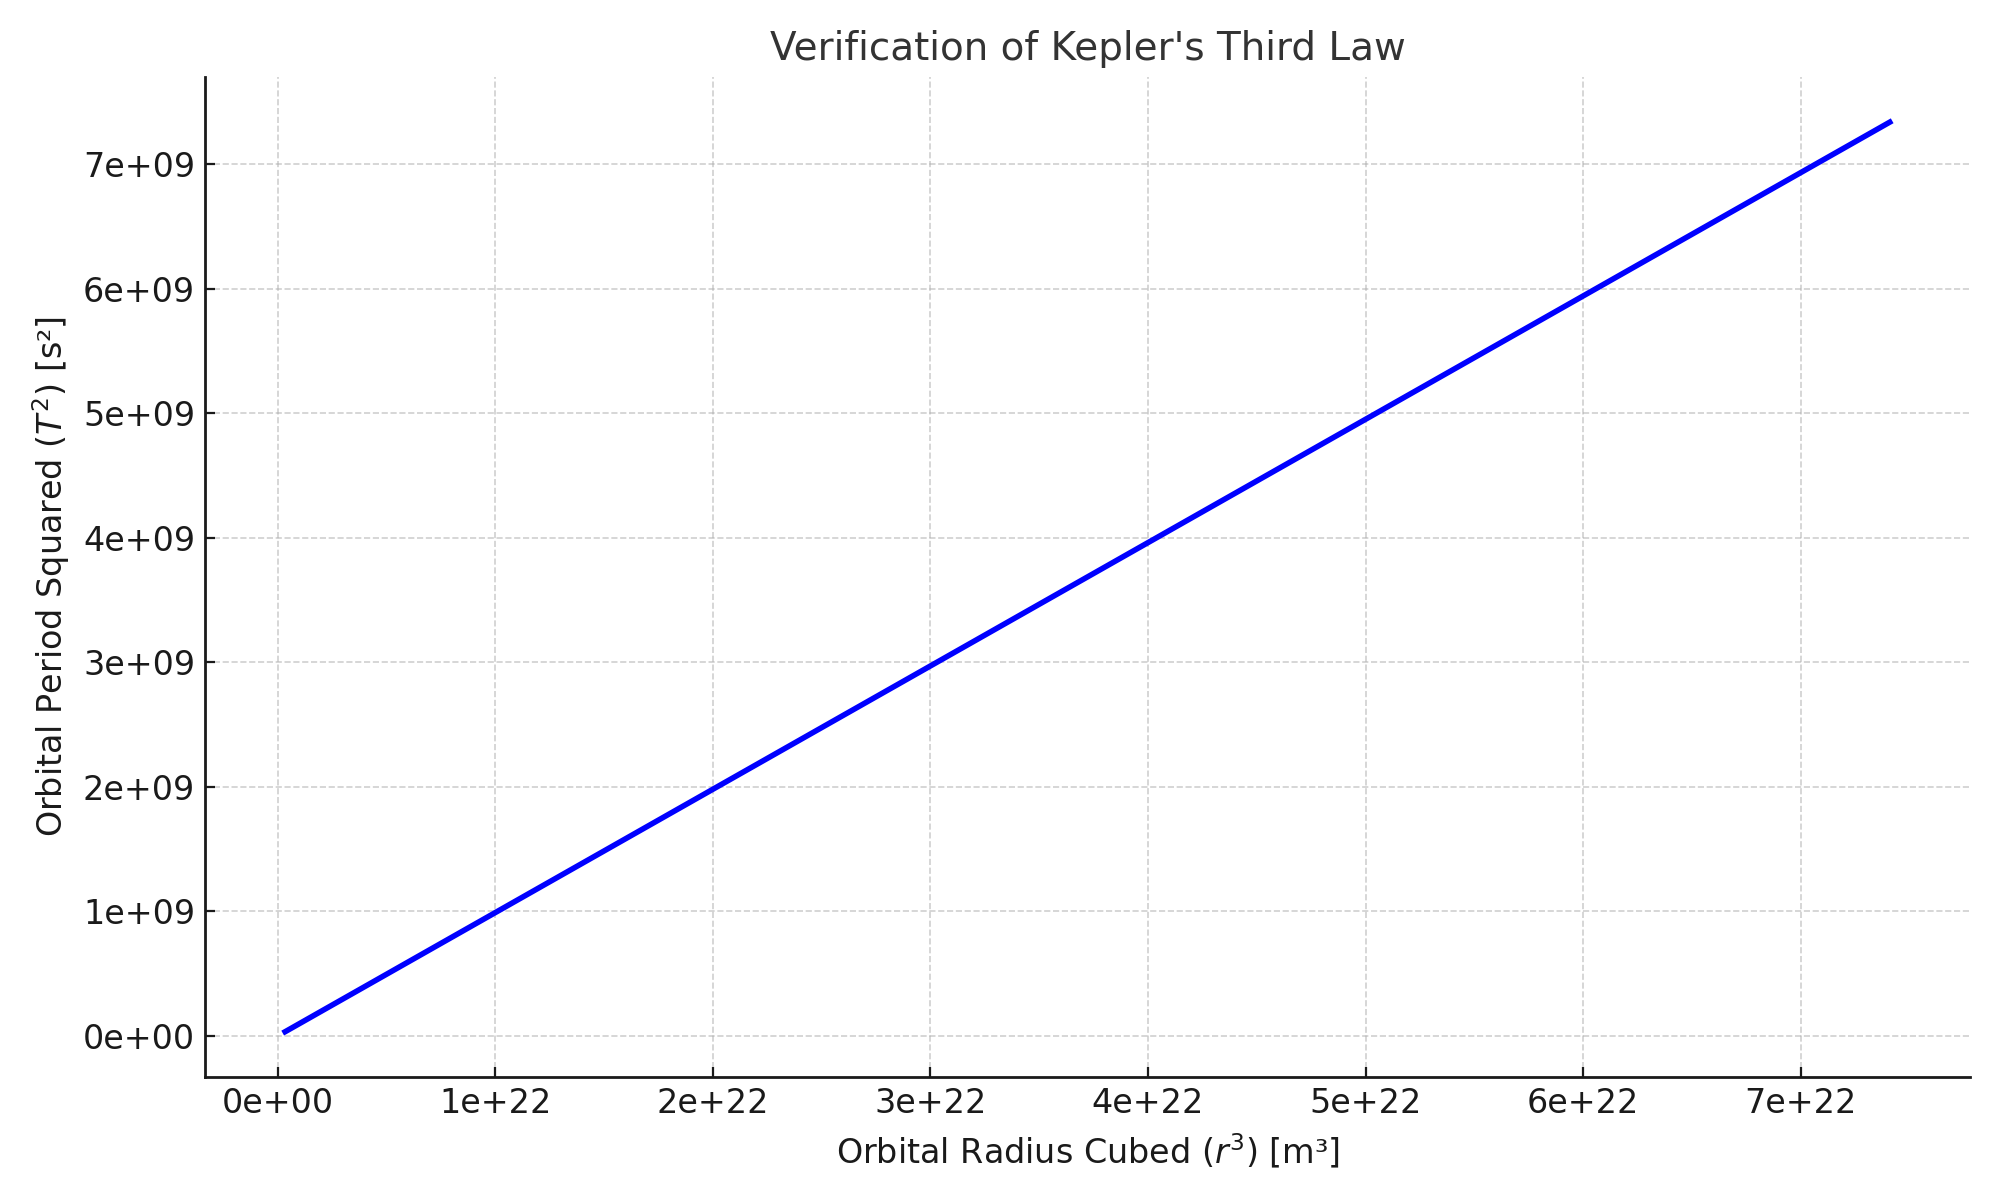 Verification of Kepler's Third Law
Orbital Period Squared (T²) [s²]
7e+09
6e+09
5e+09
4e+09
3e+09
2e+09
1e+09
0e+00
0e+00 1e+22 2e+22 3e+22 4e+22 5e+22 6e+22 7e+22
Orbital Radius Cubed (r³) [m³]